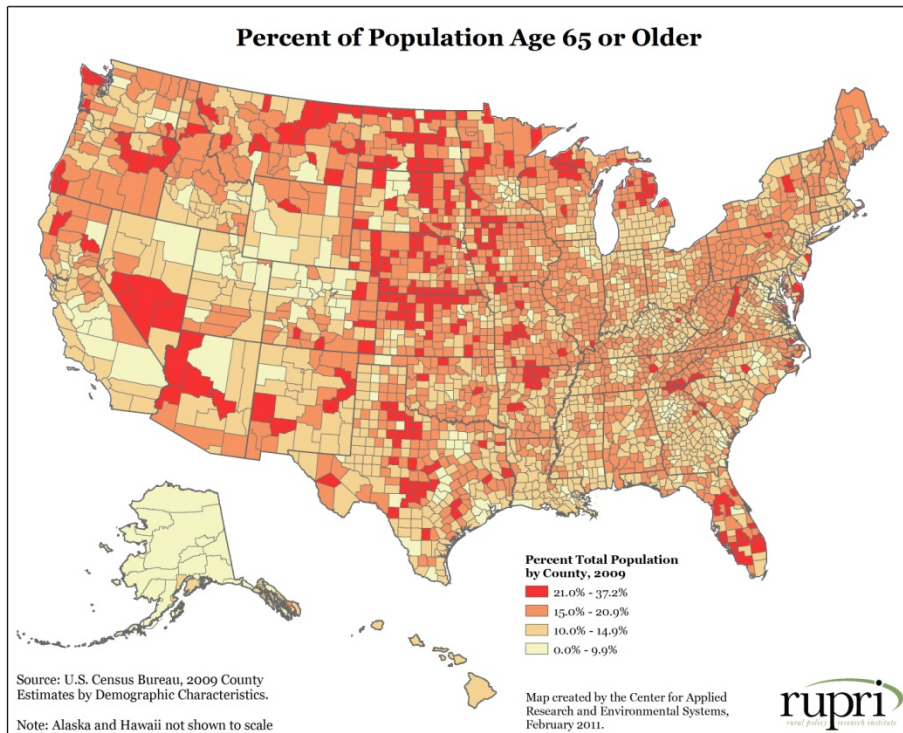 Percent of Population Age 65 or Older
Percent Total Population
by County, 2009
21.0% - 37.2%
15.0% - 20.9%
10.0% - 14.9%
0.0% - 9.9%
Source: U.S. Census Bureau, 2009 County
Estimates by Demographic Characteristics.
Note: Alaska and Hawaii not shown to scale
Map created by the Center for Applied
Research and Environmental Systems,
February 2011.
rupri
rural policy research institute